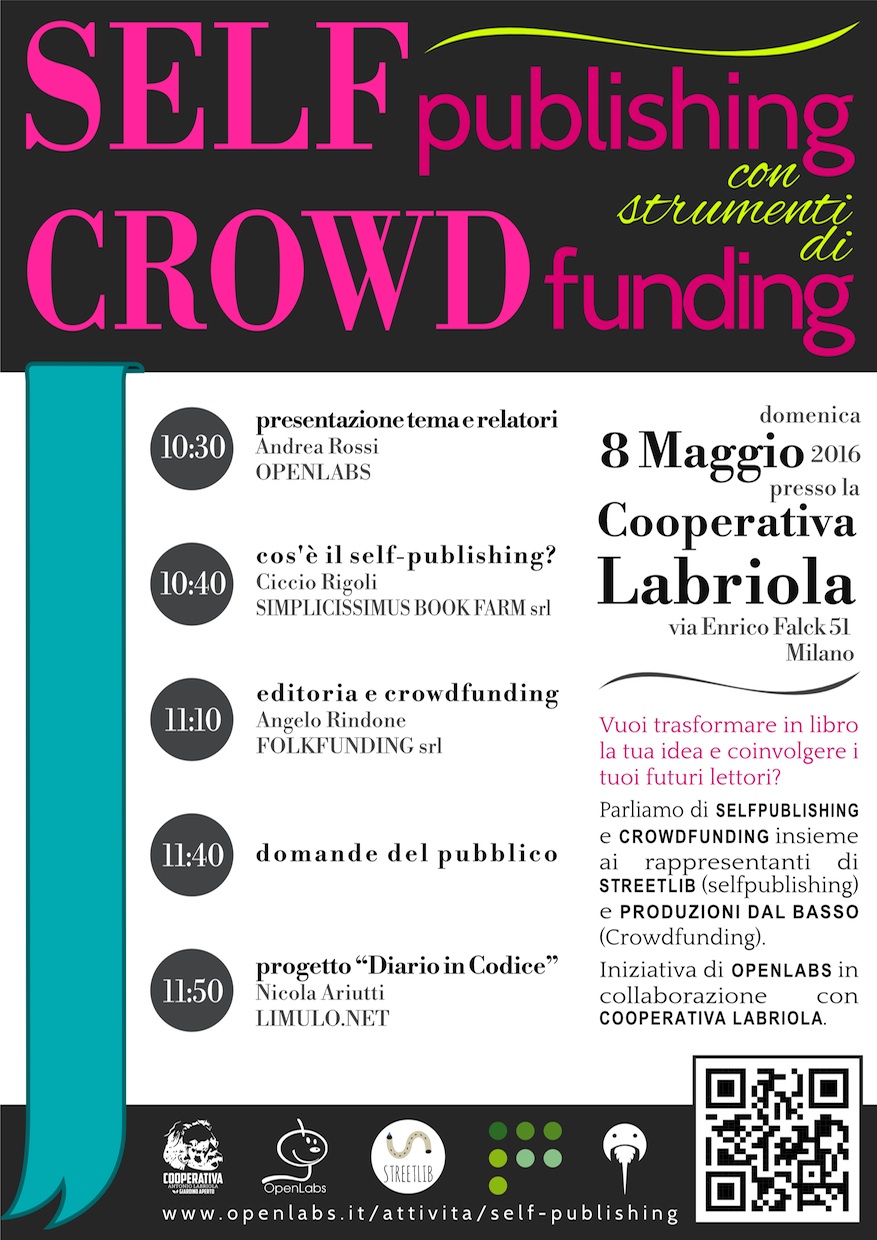 SELF publishing
con
strumenti
di
CROWD funding
10:30
presentazione tema e relatori
Andrea Rossi
OPENLABS
10:40
cos'è il self-publishing?
Ciccio Rigoli
SIMPLICISSIMUS BOOK FARM srl
11:10
editoria e crowdfunding
Angelo Rindone
FOLKFUNDING srl
11:40
domande del pubblico
11:50
progetto “Diario in Codice”
Nicola Ariutti
LIMULO.NET
domenica
8 Maggio 2016
presso la
Cooperativa
Labriola
via Enrico Falck 51
Milano
Vuoi trasformare in libro
la tua idea e coinvolgere i
tuoi futuri lettori?
Parliamo di SELFPUBLISHING
e CROWDFUNDING insieme
ai rappresentanti di
STREETLIB (selfpublishing)
e PRODUZIONI DAL BASSO
(Crowdfunding).
Iniziativa di OPENLABS in
collaborazione con
COOPERATIVA LABRIOLA.
COOPERATIVA
ANTONIO LABRIOLA
GIARDINO APERTO
OpenLabs
STREETLIB
www.openlabs.it/attivita/self-publishing